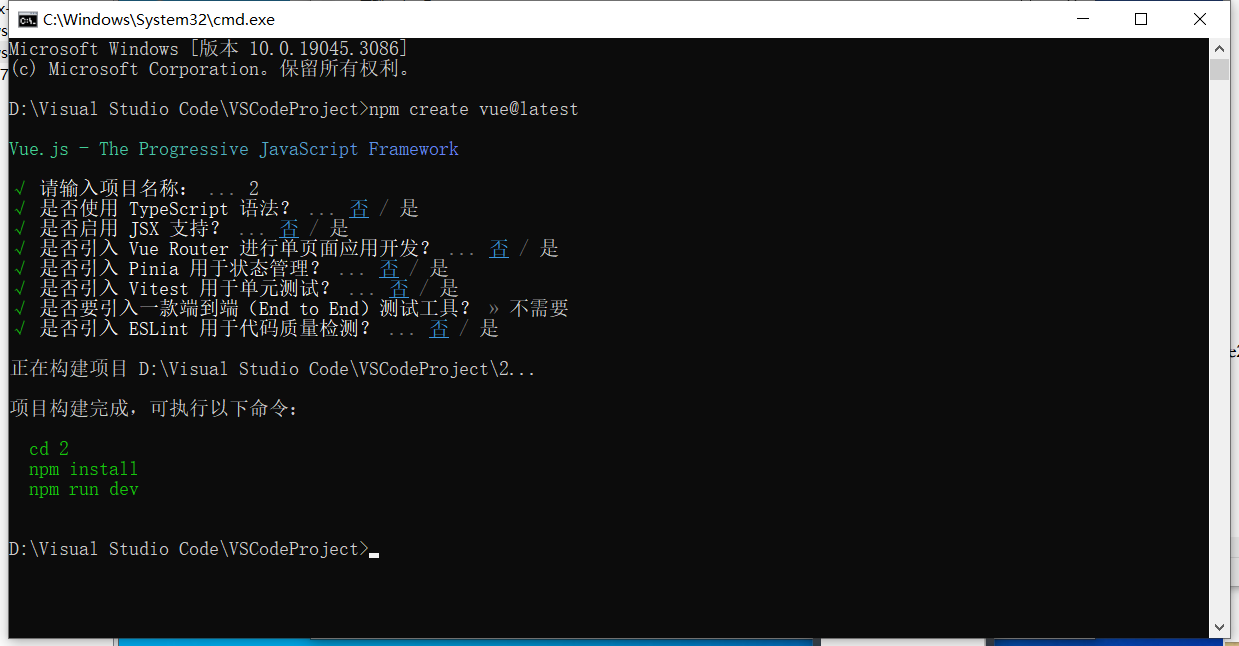 C:\Windows\System32\cmd.exe
Microsoft Windows [版本 10.0.19045.3086]
(c) Microsoft Corporation。保留所有权利。
D:\Visual Studio Code\VSCodeProject>npm create vue@latest
Vue.js - The Progressive JavaScript Framework
√ 请输入项目名称： ... 2
√ 是否使用 TypeScript 语法？ ... 否 / 是
√ 是否启用 JSX 支持？ ... 否 / 是
√ 是否引入 Vue Router 进行单页面应用开发？ ... 否 / 是
√ 是否引入 Pinia 用于状态管理？ ... 否 / 是
√ 是否引入 Vitest 用于单元测试？ ... 否 / 是
√ 是否要引入一款端到端（End to End）测试工具？ » 不需要
√ 是否引入 ESLint 用于代码质量检测？ ... 否 / 是
正在构建项目 D:\Visual Studio Code\VSCodeProject\2...
项目构建完成，可执行以下命令：
cd 2
npm install
npm run dev
D:\Visual Studio Code\VSCodeProject>